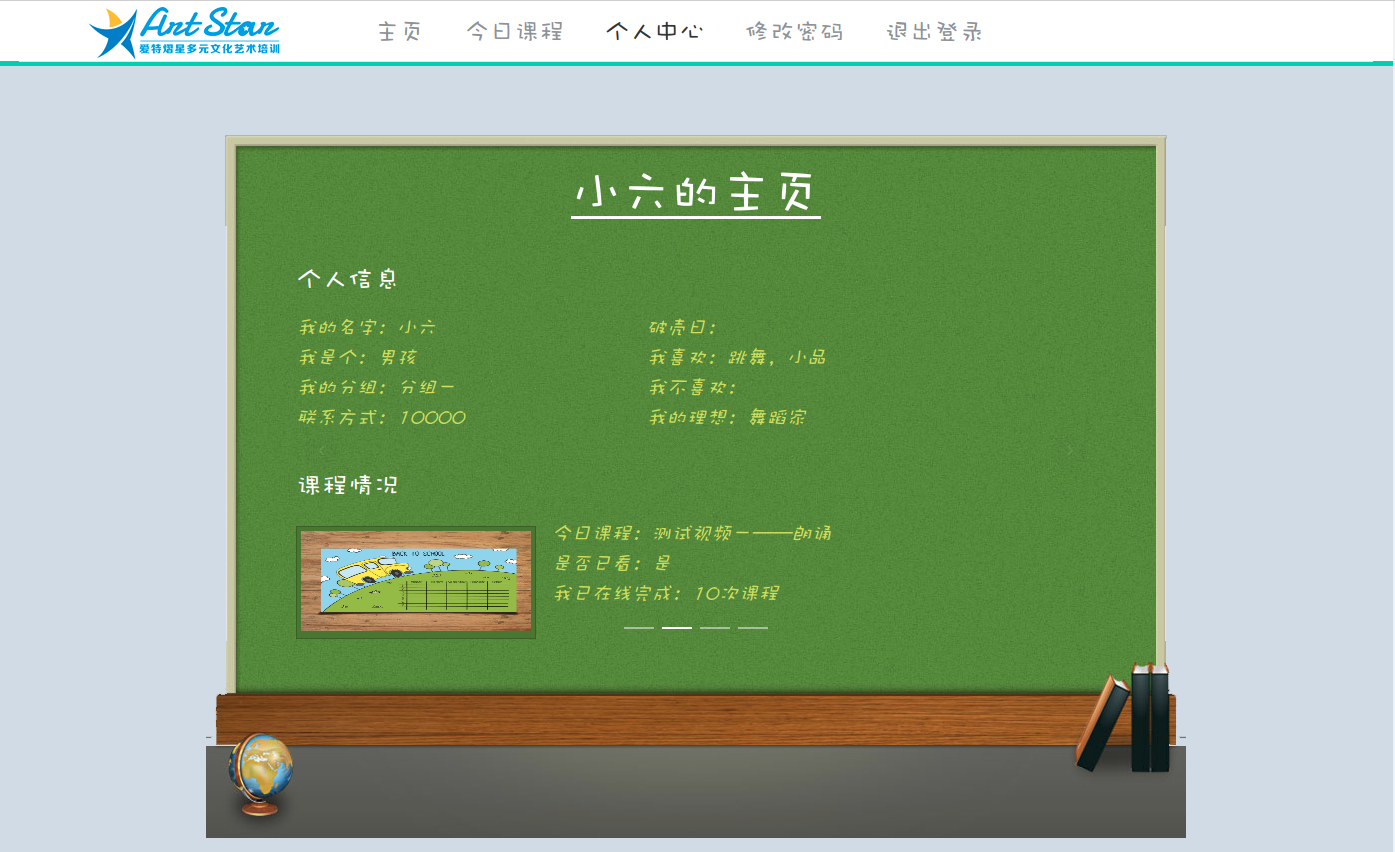 Art Star
爱特熠星多元文化艺术培训
主页 今日课程 个人中心 修改密码 退出登录
小六的主页
个人信息
我的名字：小六
我是个：男孩
我的分组：分组一
联系方式：10000
破壳日：
我喜欢：跳舞，小品
我不喜欢：
我的理想：舞蹈家
课程情况
BACK TO SCHOOL
今日课程：测试视频一——朗诵
是否已看：是
我已在线完成：10次课程